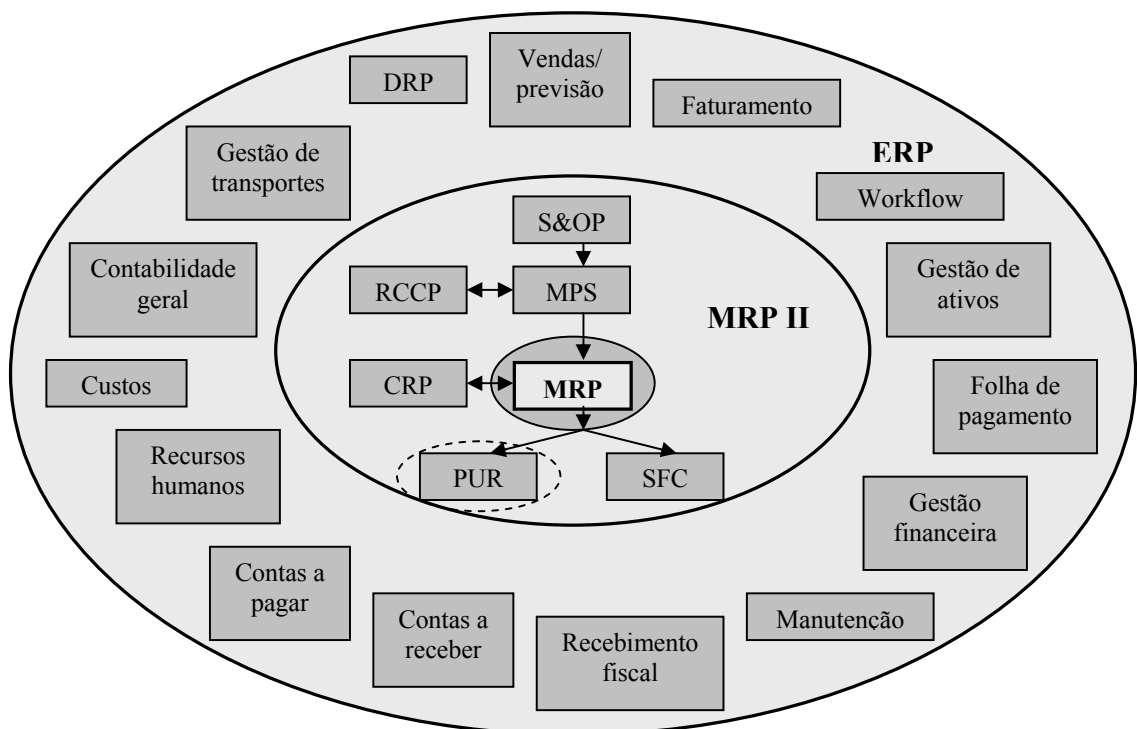 Vendas/
previsão
DRP
Faturamento
Gestão de
transportes
ERP
Workflow
S&OP
Contabilidade
geral
RCCP
MPS
Gestão de
ativos
MRP II
Custos
CRP
MRP
Folha de
pagamento
Recursos
humanos
PUR
SFC
Gestão
financeira
Contas a
pagar
Contas a
receber
Recebimento
fiscal
Manutenção